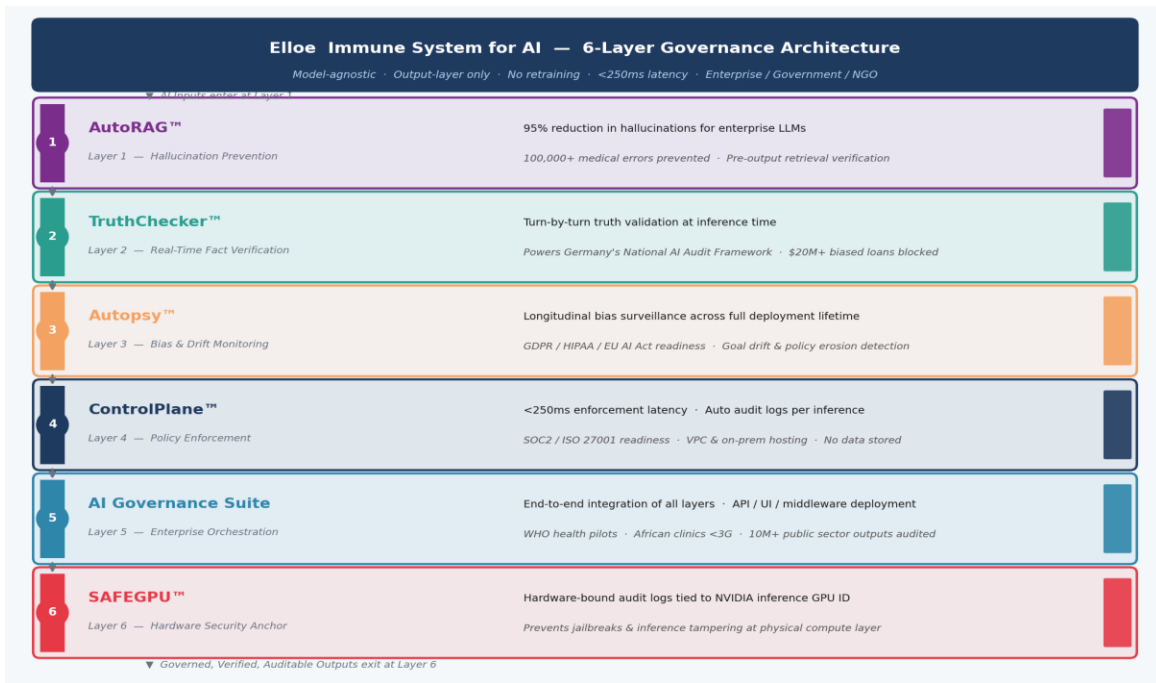 Elloe Immune System for AI — 6-Layer Governance Architecture
Model-agnostic · Output-layer only · No retraining · <250ms latency · Enterprise / Government / NGO
▼ AI Inputs enter at Layer 1
1
AutoRAG™
95% reduction in hallucinations for enterprise LLMs
Layer 1 — Hallucination Prevention
100,000+ medical errors prevented · Pre-output retrieval verification
2
TruthChecker™
Turn-by-turn truth validation at inference time
Layer 2 — Real-Time Fact Verification
Powers Germany's National AI Audit Framework · $20M+ biased loans blocked
3
Autopsy™
Longitudinal bias surveillance across full deployment lifetime
Layer 3 — Bias & Drift Monitoring
GDPR / HIPAA / EU AI Act readiness · Goal drift & policy erosion detection
4
ControlPlane™
<250ms enforcement latency · Auto audit logs per inference
Layer 4 — Policy Enforcement
SOC2 / ISO 27001 readiness · VPC & on-prem hosting · No data stored
5
AI Governance Suite
End-to-end integration of all layers · API / UI / middleware deployment
Layer 5 — Enterprise Orchestration
WHO health pilots · African clinics <3G · 10M+ public sector outputs audited
6
SAFEGPU™
Hardware-bound audit logs tied to NVIDIA inference GPU ID
Layer 6 — Hardware Security Anchor
Prevents jailbreaks & inference tampering at physical compute layer
▼ Governed, Verified, Auditable Outputs exit at Layer 6